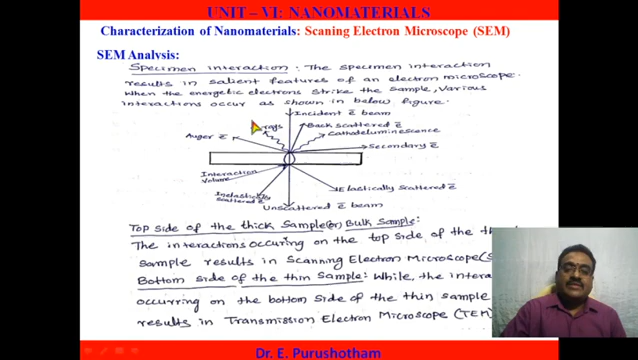 UNIT – VI: NANOMATERIALS
Characterization of Nanomaterials: Scaning Electron Microscope (SEM)
SEM Analysis:
Specimen interaction: The specimen interaction
results in salient features of an electron microscope.
When the energetic electrons strike the sample, various
interactions occur as shown in below figure.
Incident e̅ beam
rays
Back scattered e̅
Cathodeluminescence
Auger e̅
Secondary e̅
Interaction
Volume
Inelastically
scattered e̅
Elastically scattered e̅
Unscattered e̅ beam
Top side of the thick sample (or) Bulk Sample:
The interactions occuring on the top side of the
sample results in Scanning Electron Microscope (S
Bottom side of the thin Sample: While, the intera
occurring on the bottom side of the thin sample
results in Transmission Electron Microscope (TEM)
Dr. E. Purushotham